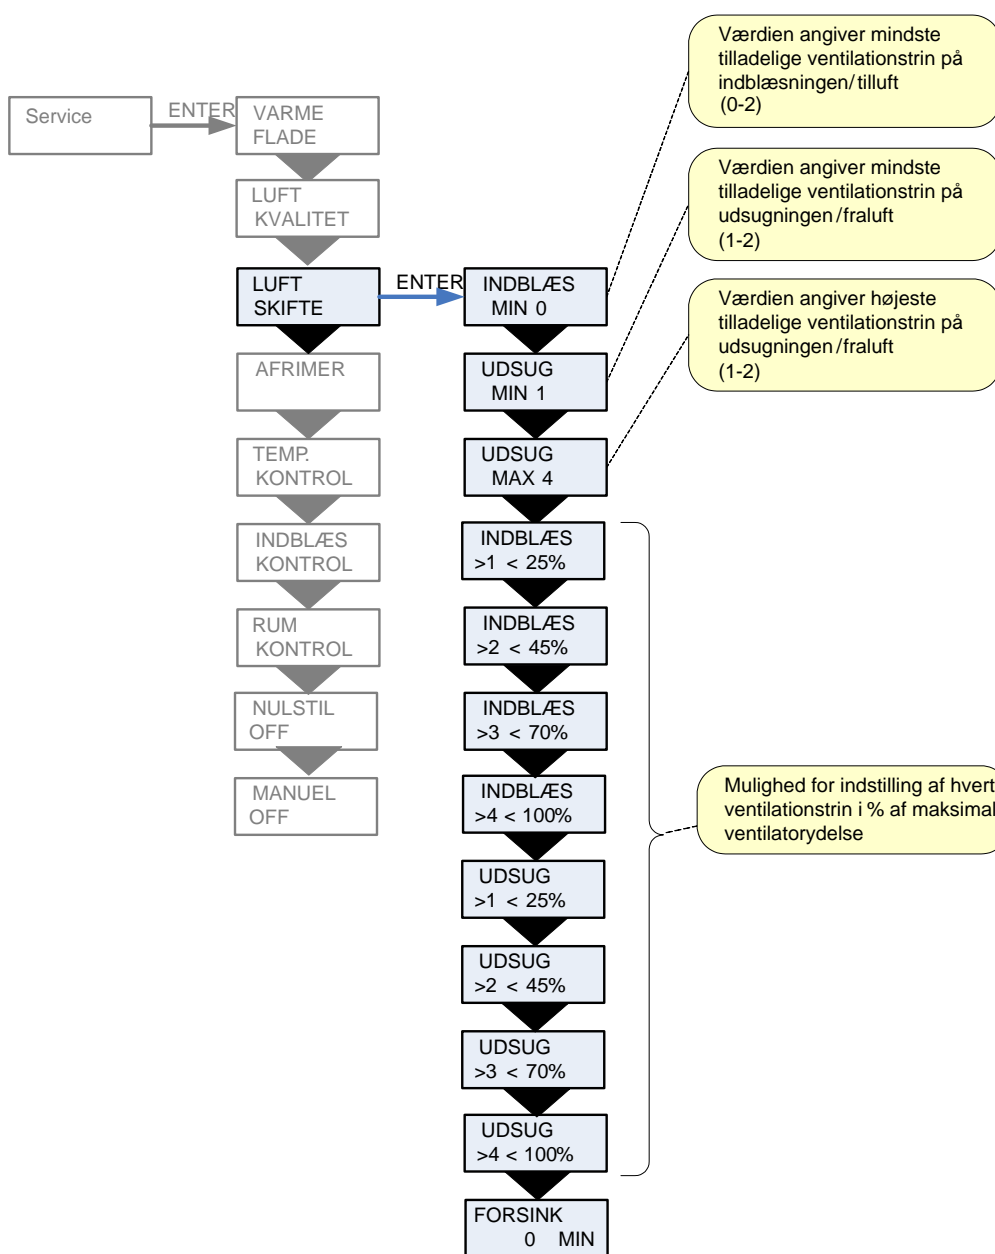 Service
ENTER
VARME
FLADE
LUFT
KVALITET
LUFT
SKIFTE
AFRIMER
TEMP.
KONTROL
INDBLÆS
KONTROL
RUM
KONTROL
NULSTIL
OFF
MANUEL
OFF
ENTER
INDBLÆS
MIN 0
UDSUG
MIN 1
UDSUG
MAX 4
INDBLÆS
>1 < 25%
INDBLÆS
>2 < 45%
INDBLÆS
>3 < 70%
INDBLÆS
>4 < 100%
UDSUG
>1 < 25%
UDSUG
>2 < 45%
UDSUG
>3 < 70%
UDSUG
>4 < 100%
FORSINK
0 MIN
Værdien angiver mindste
tilladelige ventilationstrin på
indblæsningen/tilluft
(0-2)
Værdien angiver mindste
tilladelige ventilationstrin på
udsugningen/fraluft
(1-2)
Værdien angiver højeste
tilladelige ventilationstrin på
udsugningen/fraluft
(1-2)
Mulighed for indstilling af hvert
ventilationstrin i % af maksimal
ventilatorydelse